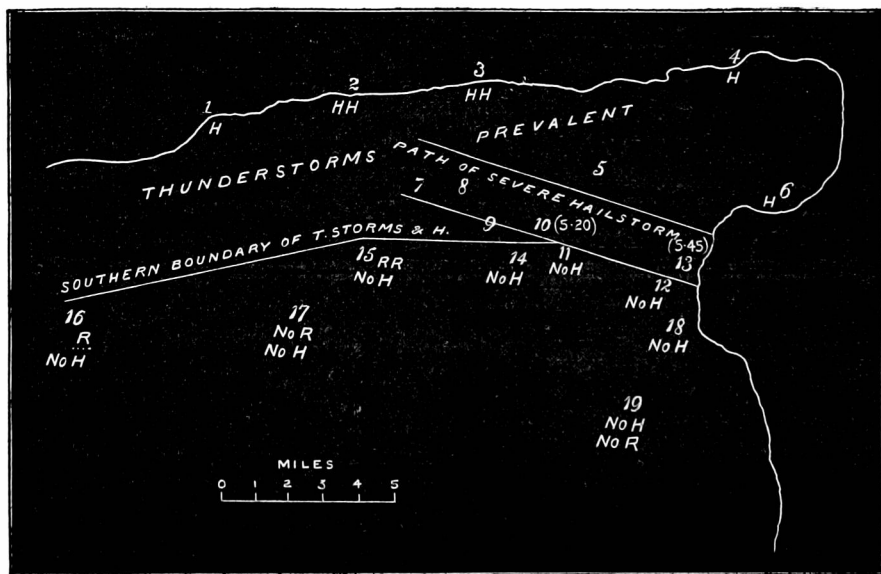 4
H
3
HH
2
HH
1
H
THUNDERSTORMS PREVALENT
PATH OF SEVERE HAILSTORM
5
6
H
7
8
9
10 (5·20)
(5·45)
13
SOUTHERN BOUNDARY OF T.STORMS & H.
15 RR
No H
14
No H
11
No H
12
No H
16
R
No H
17
No R
No H
18
No H
19
No H
No R
MILES
0 1 2 3 4 5